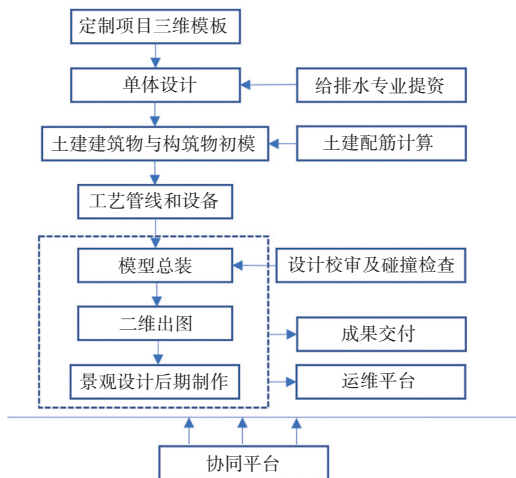 定制项目三维模板
单体设计
给排水专业提资
土建建筑物与构筑物初模
土建配筋计算
工艺管线和设备
模型总装
设计校审及碰撞检查
二维出图
成果交付
景观设计后期制作
运维平台
协同平台